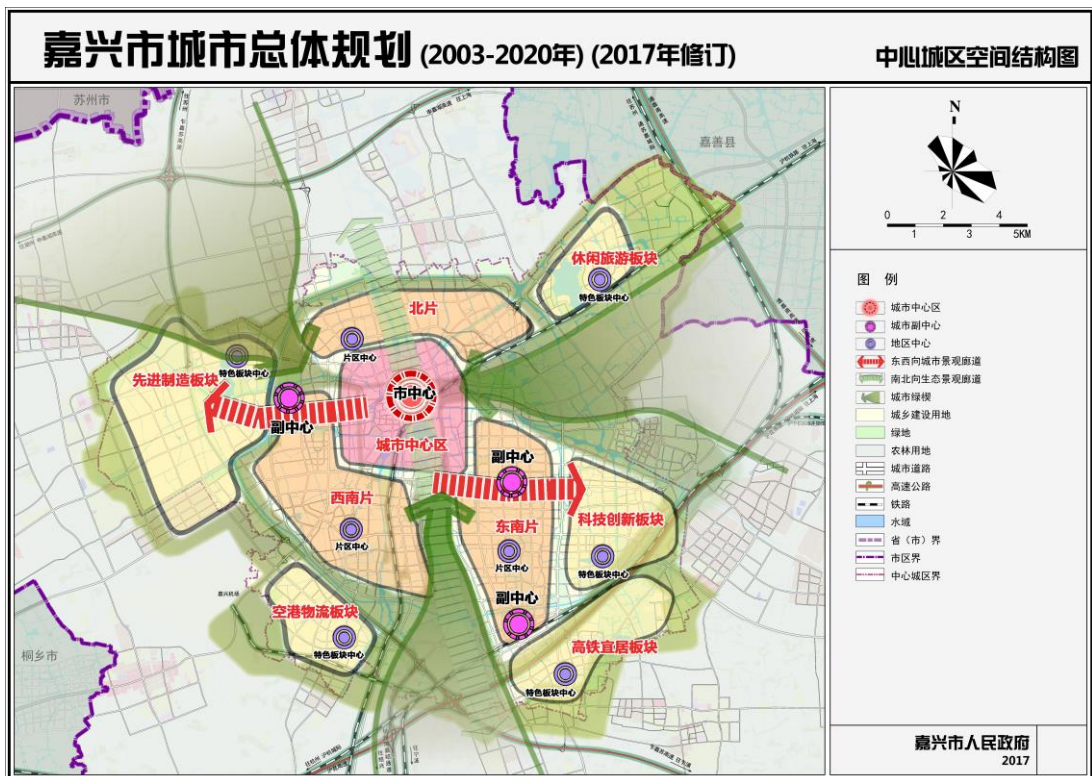 嘉兴市城市总体规划 (2003-2020年) (2017年修订)
中心城区空间结构图
苏州市
嘉善县
休闲旅游板块
特色板块中心
北片
片区中心
特色板块中心
先进制造板块
市中心
副中心
城市中心区
副中心
西南片
东南片
科技创新板块
片区中心
片区中心
特色板块中心
嘉兴机场
空港物流板块
副中心
特色板块中心
高铁宜居板块
特色板块中心
桐乡市
N
0 2 4
1 3 5KM
图 例
城市中心区
城市副中心
地区中心
东西向城市景观廊道
南北向生态景观廊道
城市绿楔
城乡建设用地
绿地
农林用地
城市道路
高速公路
铁路
水域
省（市）界
市区界
中心城区界
嘉兴市人民政府
2017